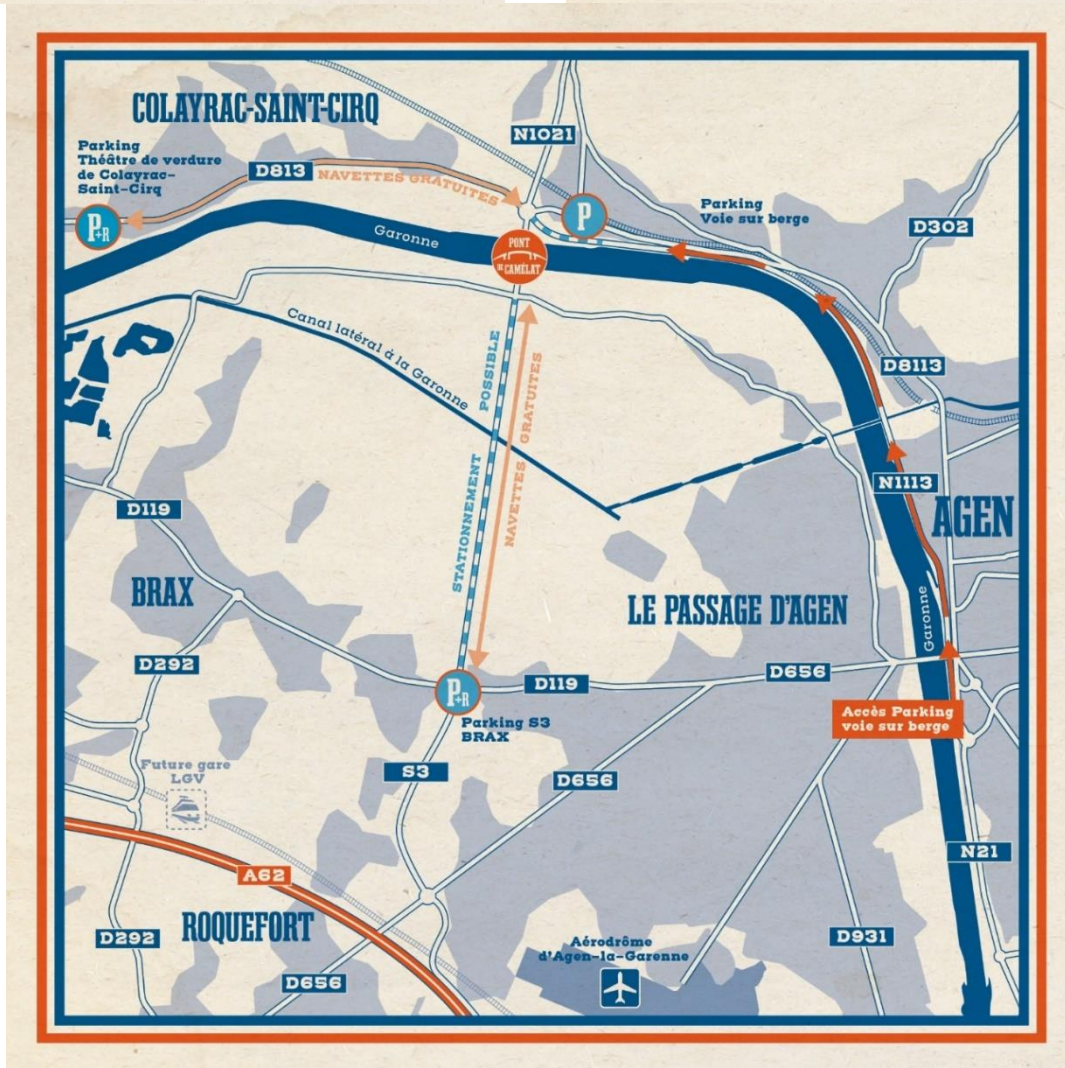 COLAYRAC-SAINT-CIRQ
Parking
Théâtre de verdure
de Colayrac-
Saint-Cirq
D813
NAVETTES GRATUITES
N1021
P+R
P
Parking
Voie sur berge
D302
Garonne
PONT
DE CAMÉLAT
Canal latéral à la Garonne
STATIONNEMENT POSSIBLE
NAVETTES GRATUITES
D8113
N1113
AGEN
D119
BRAX
LE PASSAGE D'AGEN
Garonne
D292
P+R
D119
D656
Parking S3
BRAX
Accès Parking
voie sur berge
Future gare
LGV
S3
D656
N21
A62
ROQUEFORT
D292
D656
Aérodrôme
d'Agen-la-Garenne
D931